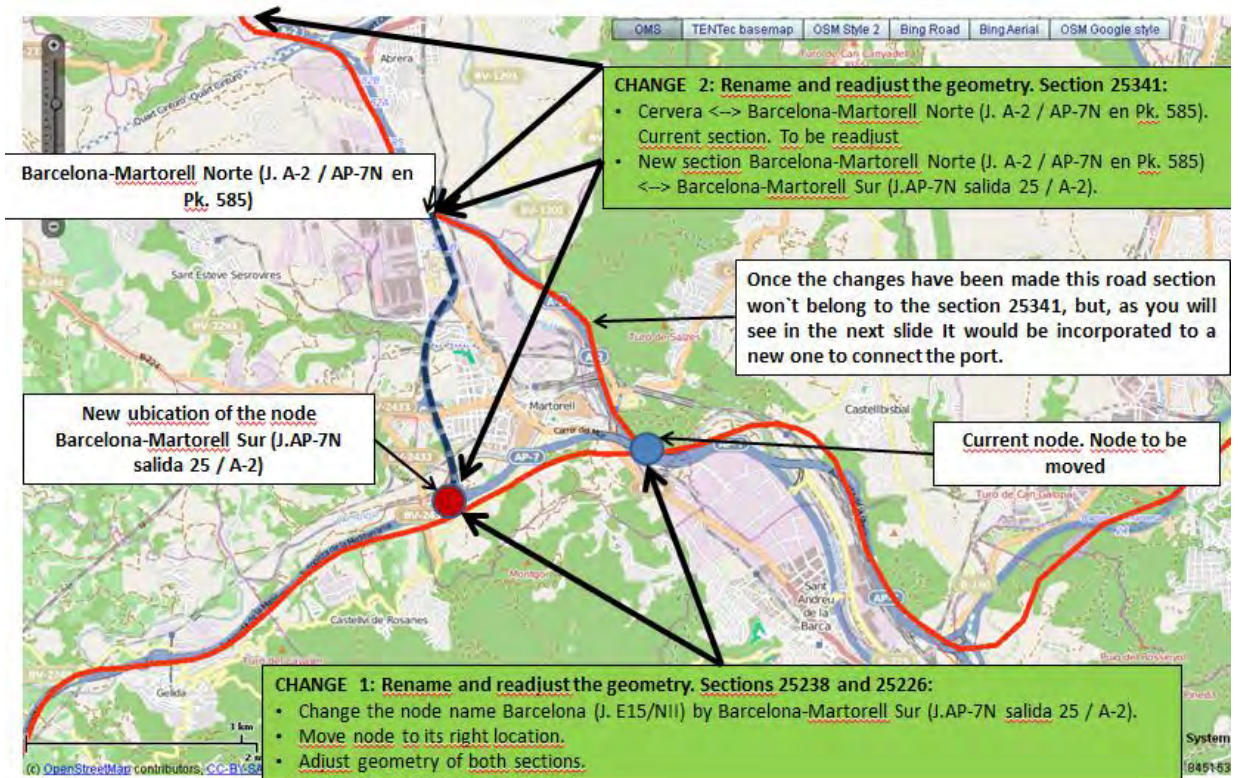 OMS
TENTec basemap
OSM Style 2
Bing Road
Bing Aerial
OSM Google style
Abrera
CHANGE 2: Rename and readjust the geometry. Section 25341:
• Cervera <--> Barcelona-Martorell Norte (J. A-2 / AP-7N en Pk. 585).
Current section. To be readjust
• New section Barcelona-Martorell Norte (J. A-2 / AP-7N en Pk. 585)
<--> Barcelona-Martorell Sur (J.AP-7N salida 25 / A-2).
Barcelona-Martorell Norte (J. A-2 / AP-7N en
Pk. 585)
Sant Esteve Sesrovires
Once the changes have been made this road section
won`t belong to the section 25341, but, as you will
see in the next slide It would be incorporated to a
new one to connect the port.
Turó de Salzes
New ubication of the node
Barcelona-Martorell Sur (J.AP-7N
salida 25 / A-2)
Martorell
Castellbisbal
Current node. Node to be
moved
AP-7
Montgoi
Sant
Andreu
de la
Barca
Castellví de Rosanes
Gelida
CHANGE 1: Rename and readjust the geometry. Sections 25238 and 25226:
• Change the node name Barcelona (J. E15/NII) by Barcelona-Martorell Sur (J.AP-7N salida 25 / A-2).
• Move node to its right location.
• Adjust geometry of both sections.
1 km
(c) OpenStreetMap contributors, CC-BY-SA
System
845153